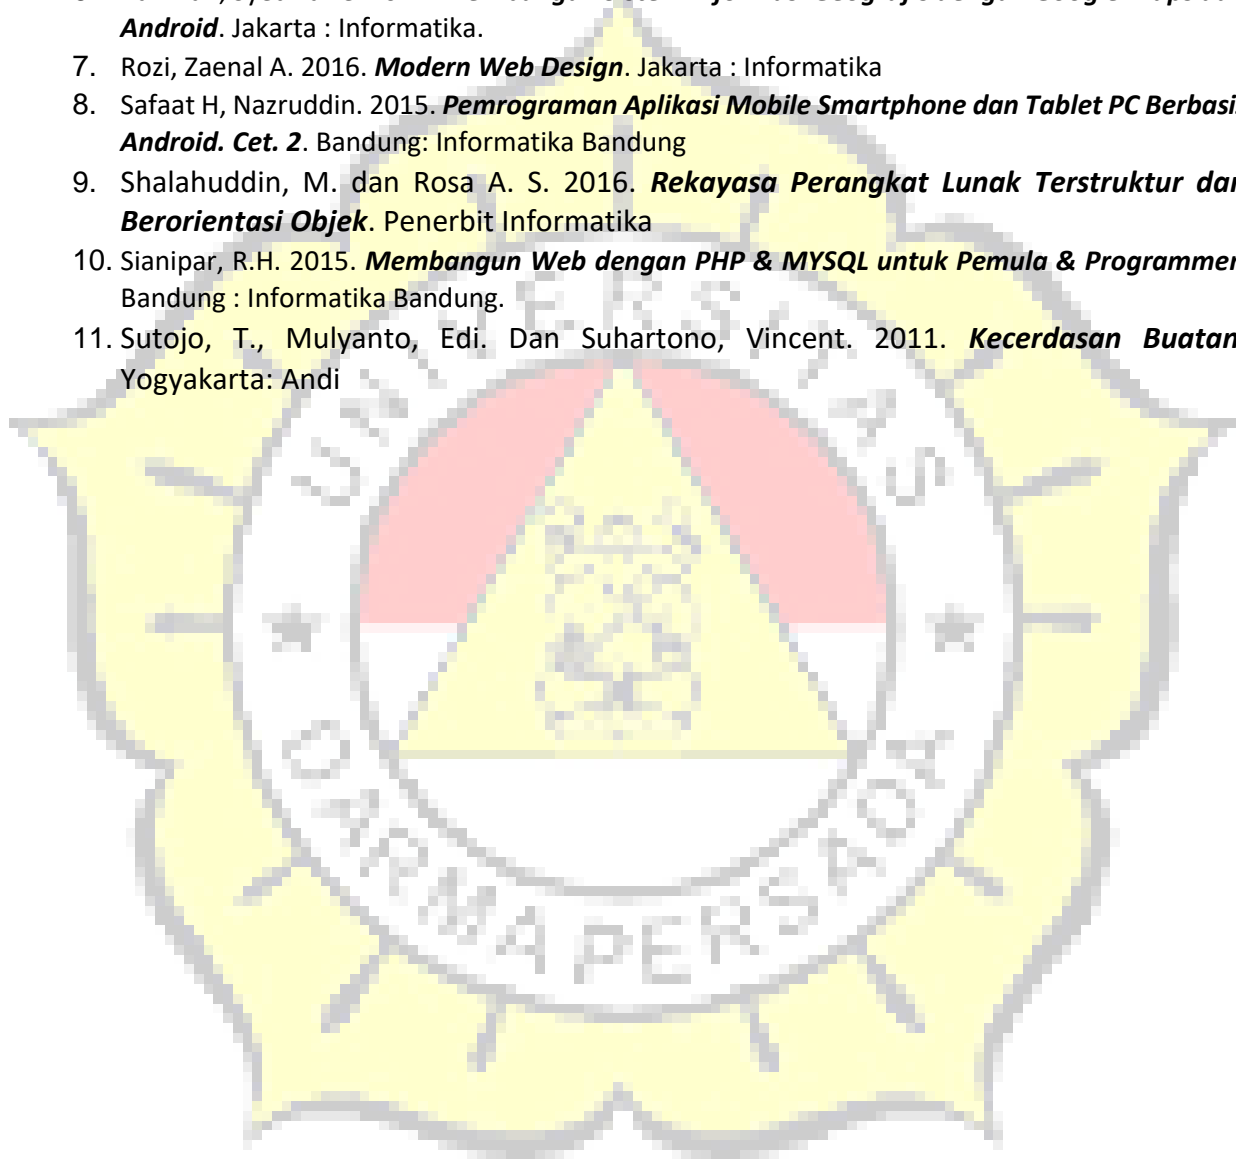 Android. Jakarta : Informatika.
7. Rozi, Zaenal A. 2016. Modern Web Design. Jakarta : Informatika
8. Safaat H, Nazruddin. 2015. Pemrograman Aplikasi Mobile Smartphone dan Tablet PC Berbasis
Android. Cet. 2. Bandung: Informatika Bandung
9. Shalahuddin, M. dan Rosa A. S. 2016. Rekayasa Perangkat Lunak Terstruktur dan
Berorientasi Objek. Penerbit Informatika
10. Sianipar, R.H. 2015. Membangun Web dengan PHP & MYSQL untuk Pemula & Programmer
Bandung : Informatika Bandung.
11. Sutojo, T., Mulyanto, Edi. Dan Suhartono, Vincent. 2011. Kecerdasan Buatan
Yogyakarta: Andi
UNIVERSITAS
DARMA PERSADA